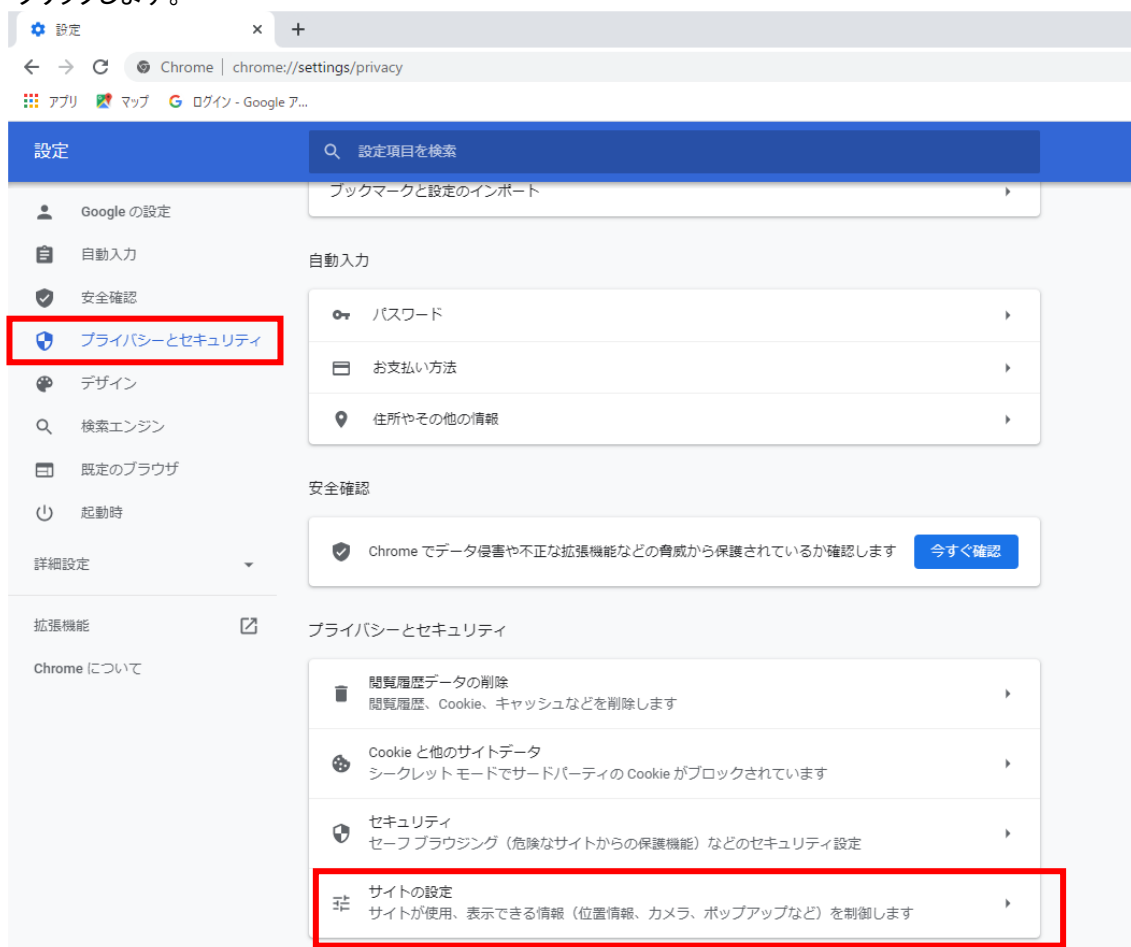 クリックします。
設定
Chrome | chrome://settings/privacy
アプリ マップ ログイン - Google ア...
設定
設定項目を検索
Google の設定
自動入力
安全確認
プライバシーとセキュリティ
デザイン
検索エンジン
既定のブラウザ
起動時
詳細設定
拡張機能
Chrome について
ブックマークと設定のインポート
自動入力
パスワード
お支払い方法
住所やその他の情報
安全確認
Chrome でデータ侵害や不正な拡張機能などの脅威から保護されているか確認します 今すぐ確認
プライバシーとセキュリティ
閲覧履歴データの削除
閲覧履歴、Cookie、キャッシュなどを削除します
Cookie と他のサイトデータ
シークレット モードでサードパーティの Cookie がブロックされています
セキュリティ
セーフ ブラウジング（危険なサイトからの保護機能）などのセキュリティ設定
サイトの設定
サイトが使用、表示できる情報（位置情報、カメラ、ポップアップなど）を制御します